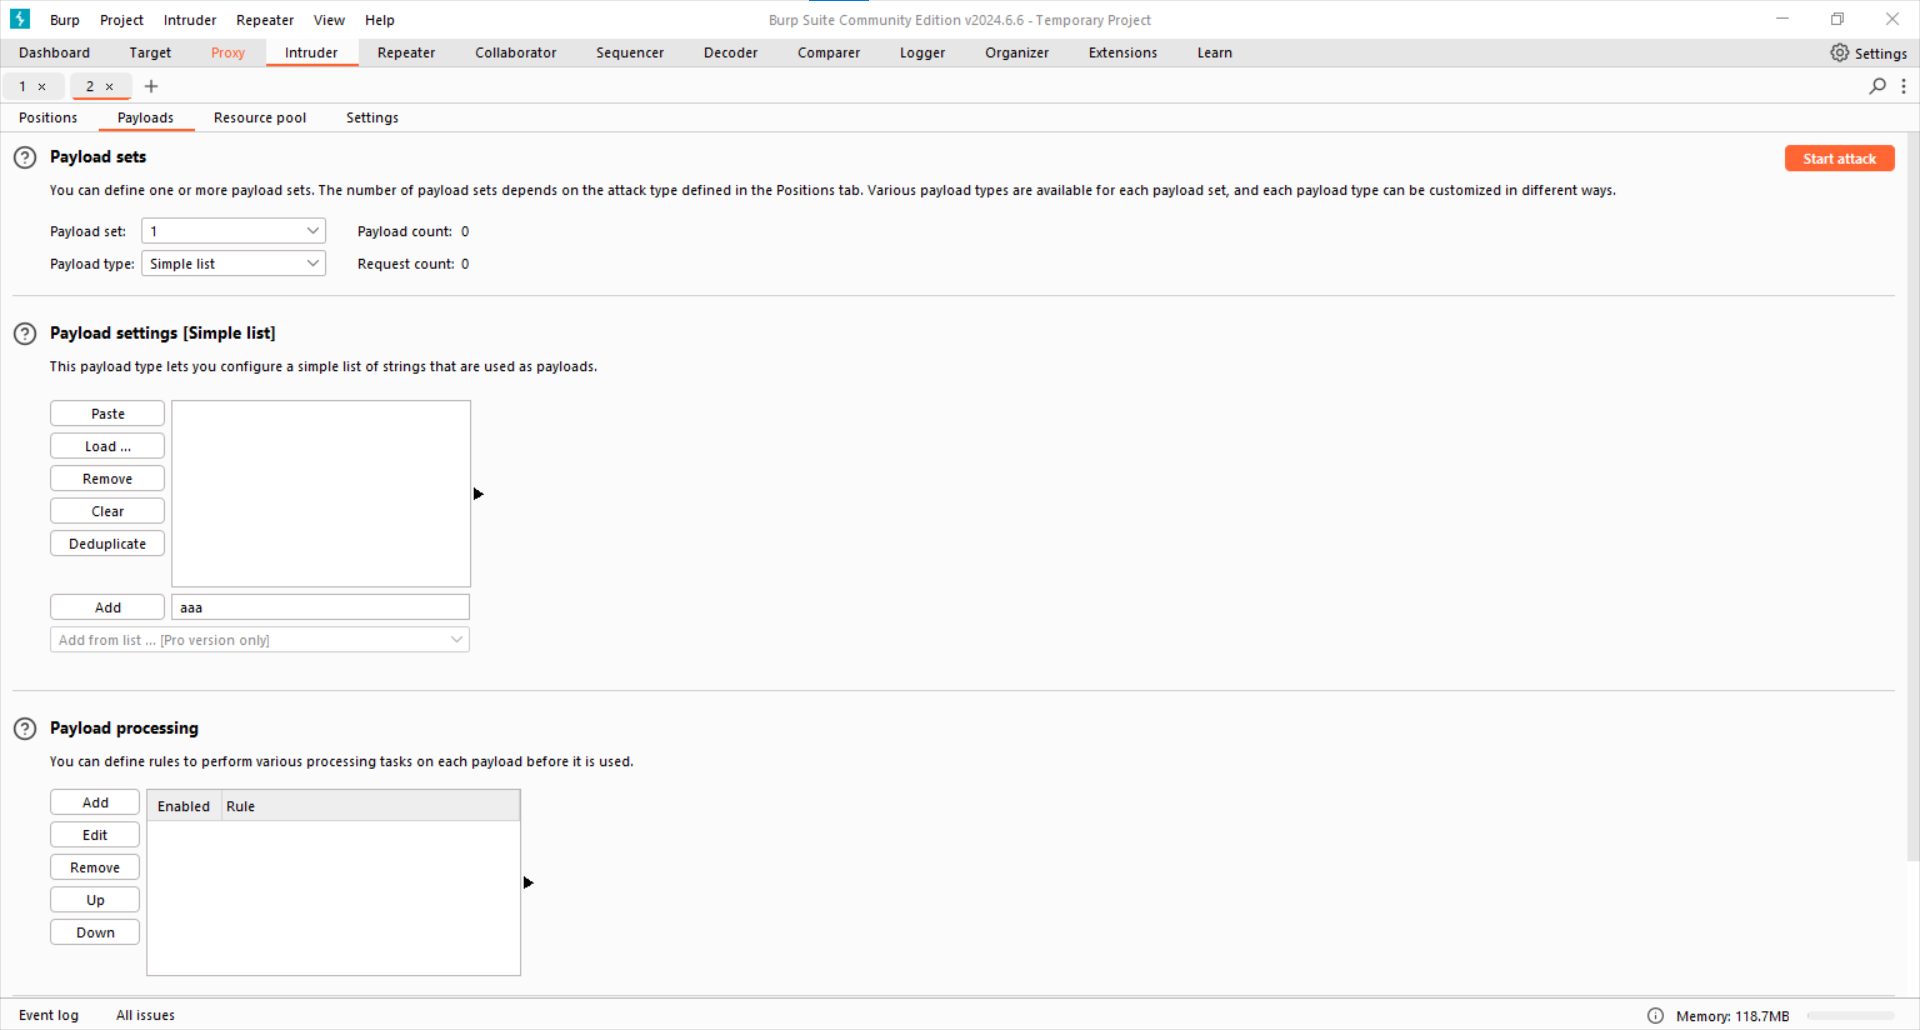 Burp Project Intruder Repeater View Help Burp Suite Community Edition v2024.6.6 - Temporary Project
Dashboard Target Proxy Intruder Repeater Collaborator Sequencer Decoder Comparer Logger Organizer Extensions Learn Settings
1 × 2 × +
Positions Payloads Resource pool Settings
? Payload sets Start attack
You can define one or more payload sets. The number of payload sets depends on the attack type defined in the Positions tab. Various payload types are available for each payload set, and each payload type can be customized in different ways.
Payload set: 1 Payload count: 0
Payload type: Simple list Request count: 0
? Payload settings [Simple list]
This payload type lets you configure a simple list of strings that are used as payloads.
Paste
Load ...
Remove
Clear
Deduplicate
Add aaa
Add from list ... [Pro version only]
? Payload processing
You can define rules to perform various processing tasks on each payload before it is used.
Add Enabled Rule
Edit
Remove
Up
Down
Event log All issues Memory: 118.7MB